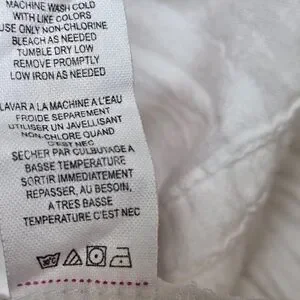 MACHINE WASH COLD
WITH LIKE COLORS
USE ONLY NON-CHLORINE
BLEACH AS NEEDED
TUMBLE DRY LOW
REMOVE PROMPTLY
LOW IRON AS NEEDED
LAVAR A LA MACHINE A L'EAU
FROIDE SEPAREMENT
UTILISER UN JAVELLISANT
NON-CHLORE QUAND
C'EST NEC
SECHER PAR CULBUTAGE A
BASSE TEMPERATURE
SORTIR IMMEDIATEMENT
REPASSER, AU BESOIN,
A TRES BASSE
TEMPERATURE C'EST NEC